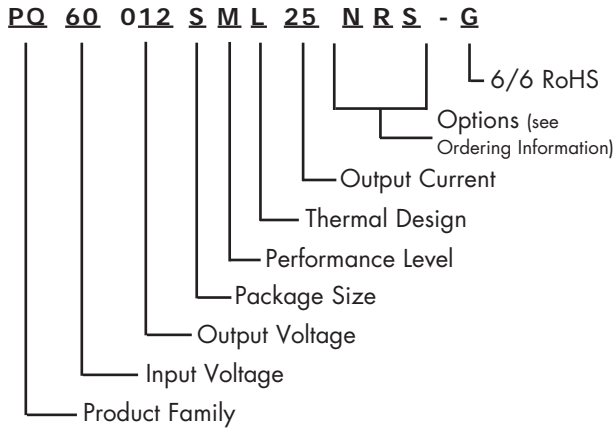 PQ 60 012 S M L 25 N R S - G
6/6 RoHS
Options (see
Ordering Information)
Output Current
Thermal Design
Performance Level
Package Size
Output Voltage
Input Voltage
Product Family